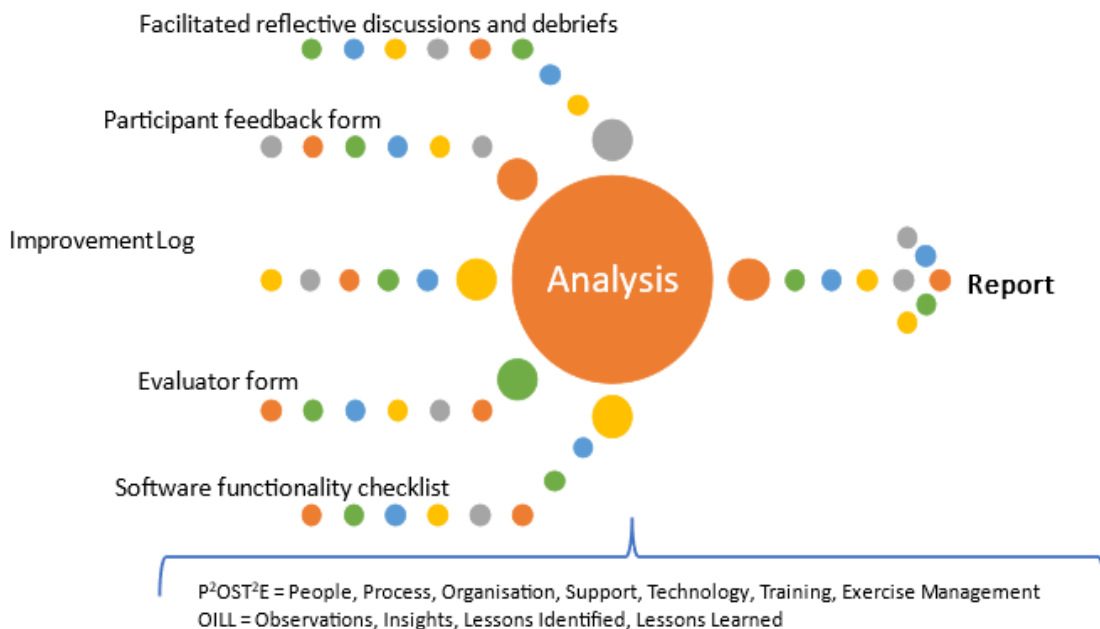 Facilitated reflective discussions and debriefs
Participant feedback form
Improvement Log
Analysis
Report
Evaluator form
Software functionality checklist
P²OST²E = People, Process, Organisation, Support, Technology, Training, Exercise Management
OILL = Observations, Insights, Lessons Identified, Lessons Learned